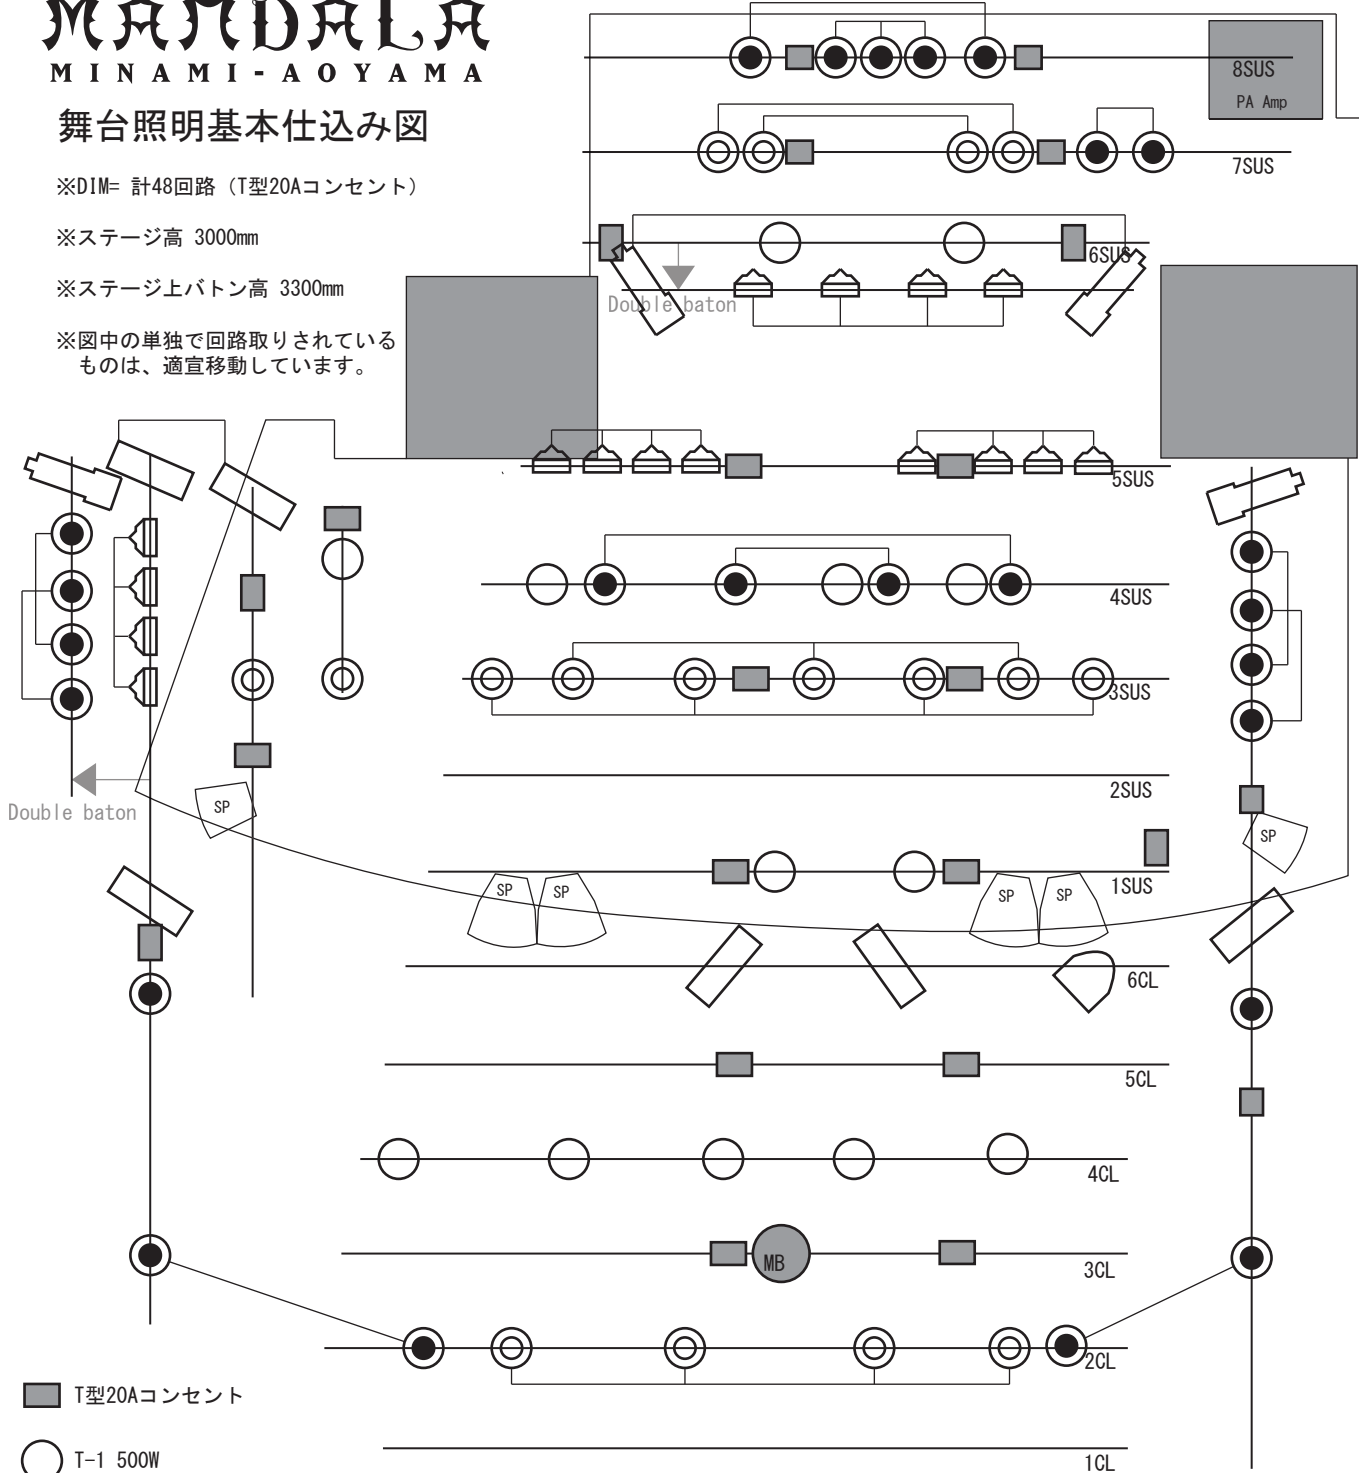 MANDALA
MINAMI-AOYAMA
舞台照明基本仕込み図
※DIM= 計48回路（T型20Aコンセント）
※ステージ高 3000mm
※ステージ上バトン高 3300mm
※図中の単独で回路取りされている
ものは、適宣移動しています。
8SUS
PA Amp
7SUS
6SUS
Double baton
5SUS
4SUS
3SUS
2SUS
Double baton
SP
SP
1SUS
SP
SP
SP
SP
6CL
5CL
4CL
MB
3CL
2CL
T型20Aコンセント
T-1 500W
1CL